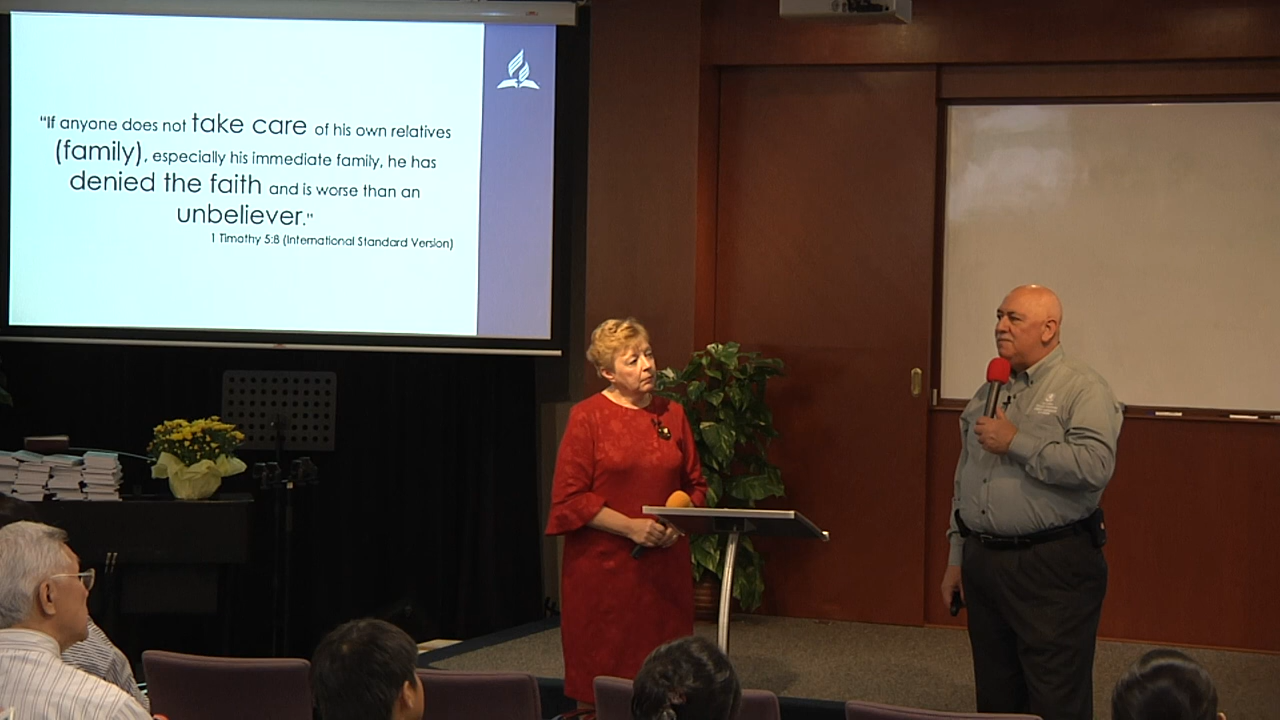 "If anyone does not take care of his own relatives
(family), especially his immediate family, he has
denied the faith and is worse than an
unbeliever."
1 Timothy 5:8 (International Standard Version)